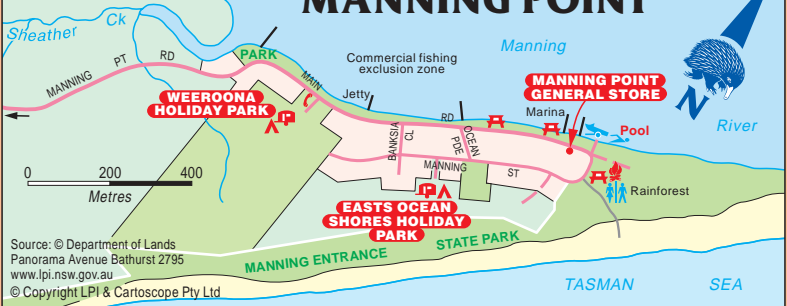 MANNING POINT
Sheather Ck
PARK
MANNING PT RD
MAIN
RD
Commercial fishing
exclusion zone
Manning
River
Jetty
WEEROONA
HOLIDAY PARK
MANNING POINT
GENERAL STORE
Marina
Pool
N
BANKSIA
CL
OCEAN
PDE
MANNING ST
Rainforest
0 200 400
Metres
EASTS OCEAN
SHORES HOLIDAY
PARK
MANNING ENTRANCE STATE PARK
TASMAN SEA
Source: © Department of Lands
Panorama Avenue Bathurst 2795
www.lpi.nsw.gov.au
© Copyright LPI & Cartoscope Pty Ltd